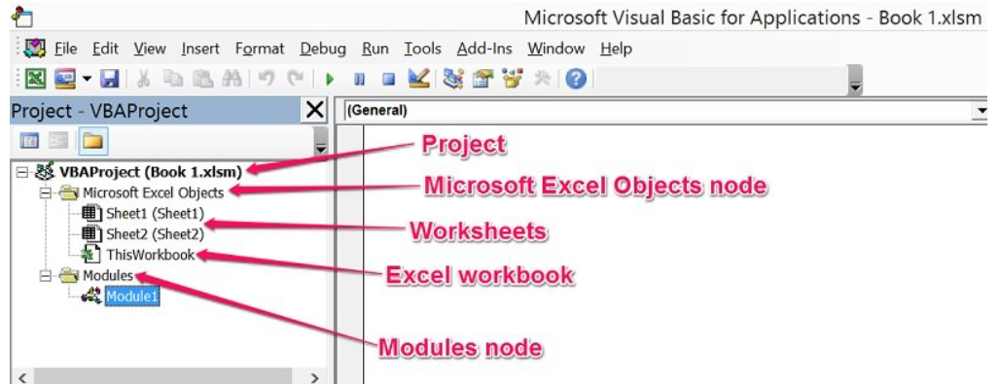 Microsoft Visual Basic for Applications - Book 1.xlsm
File Edit View Insert Format Debug Run Tools Add-Ins Window Help
Project - VBAProject
(General)
VBAProject (Book 1.xlsm)
Microsoft Excel Objects
Sheet1 (Sheet1)
Sheet2 (Sheet2)
ThisWorkbook
Modules
Module1
Project
Microsoft Excel Objects node
Worksheets
Excel workbook
Modules node